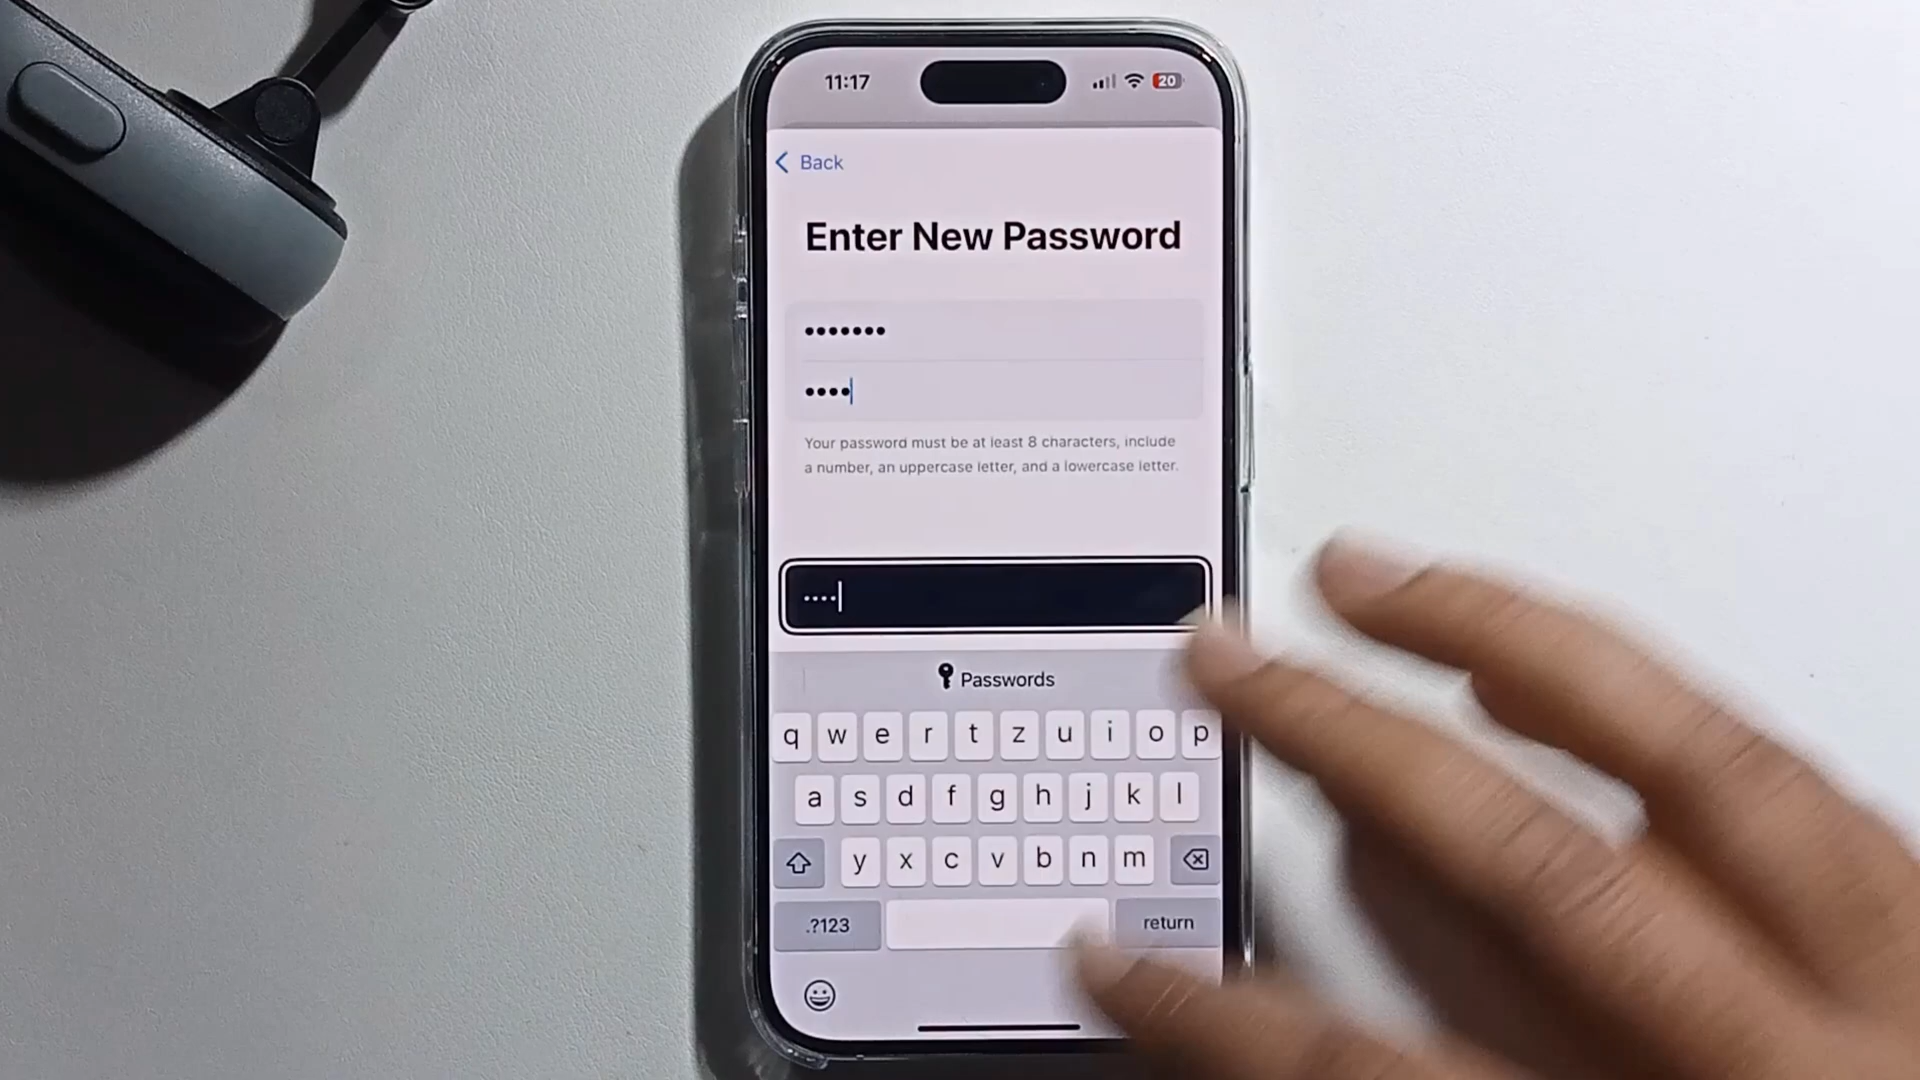 11:17
20
Back
Enter New Password
•••••••
••••
Your password must be at least 8 characters, include
a number, an uppercase letter, and a lowercase letter.
••••
Passwords
q w e r t z u i o p
a s d f g h j k l
y x c v b n m
.?123 return